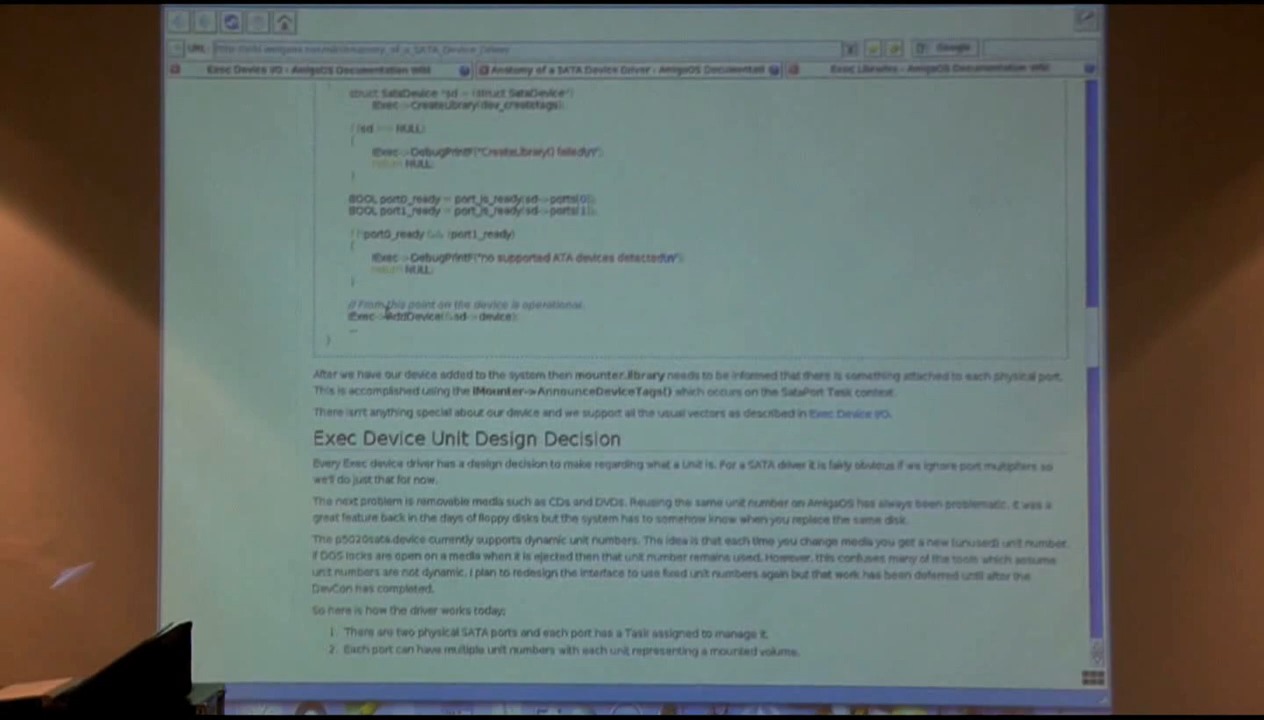 URL:
Google
Exec Device I/O - AmigaOS Documentation Wiki
Anatomy of a SATA Device Driver - AmigaOS Documentati
Exec Libraries - AmigaOS Documentation Wiki
struct SataDevice *sd = (struct SataDevice*)
IExec->CreateLibrary(dev_createtags);
if (sd == NULL)
{
IExec->DebugPrintF("CreateLibrary() failed\n");
return NULL;
}
BOOL port0_ready = port_is_ready(sd->ports[0]);
BOOL port1_ready = port_is_ready(sd->ports[1]);
if (!port0_ready && !port1_ready)
{
IExec->DebugPrintF("no supported ATA devices detected\n");
return NULL;
}
// From this point on the device is operational.
IExec->AddDevice(&sd->device);
...
}
After we have our device added to the system then mounter.library needs to be informed that there is something attached to each physical port.
This is accomplished using the IMounter->AnnounceDeviceTags() which occurs on the SataPort Task context.
There isn't anything special about our device and we support all the usual vectors as described in Exec Device I/O.
Exec Device Unit Design Decision
Every Exec device driver has a design decision to make regarding what a Unit is. For a SATA driver it is fairly obvious if we ignore port multipliers so
we'll do just that for now.
The next problem is removable media such as CDs and DVDs. Reusing the same unit number on AmigaOS has always been problematic. It was a
great feature back in the days of floppy disks but the system has to somehow know when you replace the same disk.
The p5020sata.device currently supports dynamic unit numbers. The idea is that each time you change media you get a new (unused) unit number.
If DOS locks are open on a media when it is ejected then that unit number remains used. However, this confuses many of the tools which assume
unit numbers are not dynamic. I plan to redesign the interface to use fixed unit numbers again but that work has been deferred until after the
DevCon has completed.
So here is how the driver works today:
1. There are two physical SATA ports and each port has a Task assigned to manage it.
2. Each port can have multiple unit numbers with each unit representing a mounted volume.